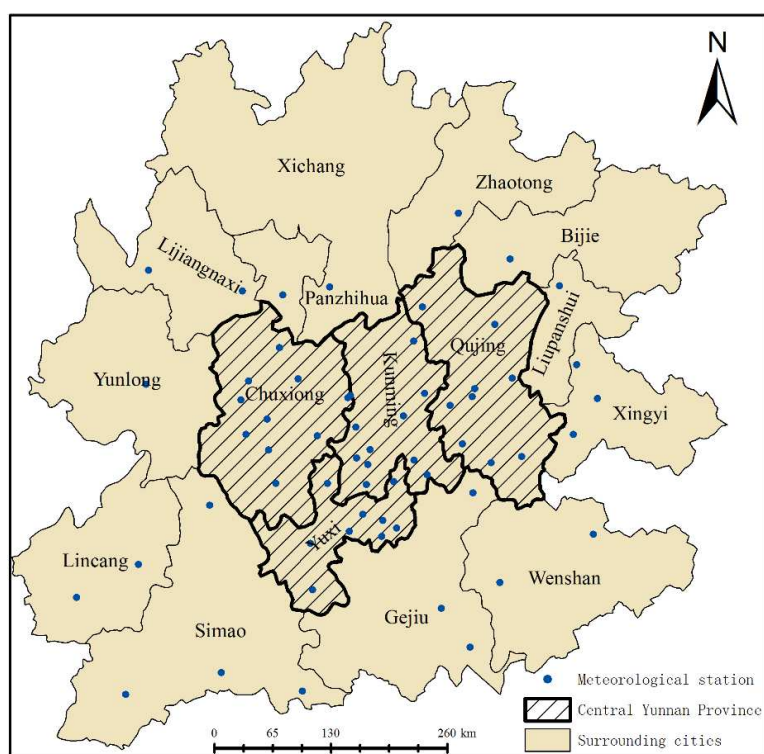 N
Xichang
Zhaotong
Bijie
Lijiangnaxi
Panzhihua
Liupanshui
Qujing
Kunming
Yunlong
Chuxiong
Xingyi
Yuxi
Lincang
Wenshan
Gejiu
Simao
Meteorological station
Central Yunnan Province
Surrounding cities
0 65 130 260 km